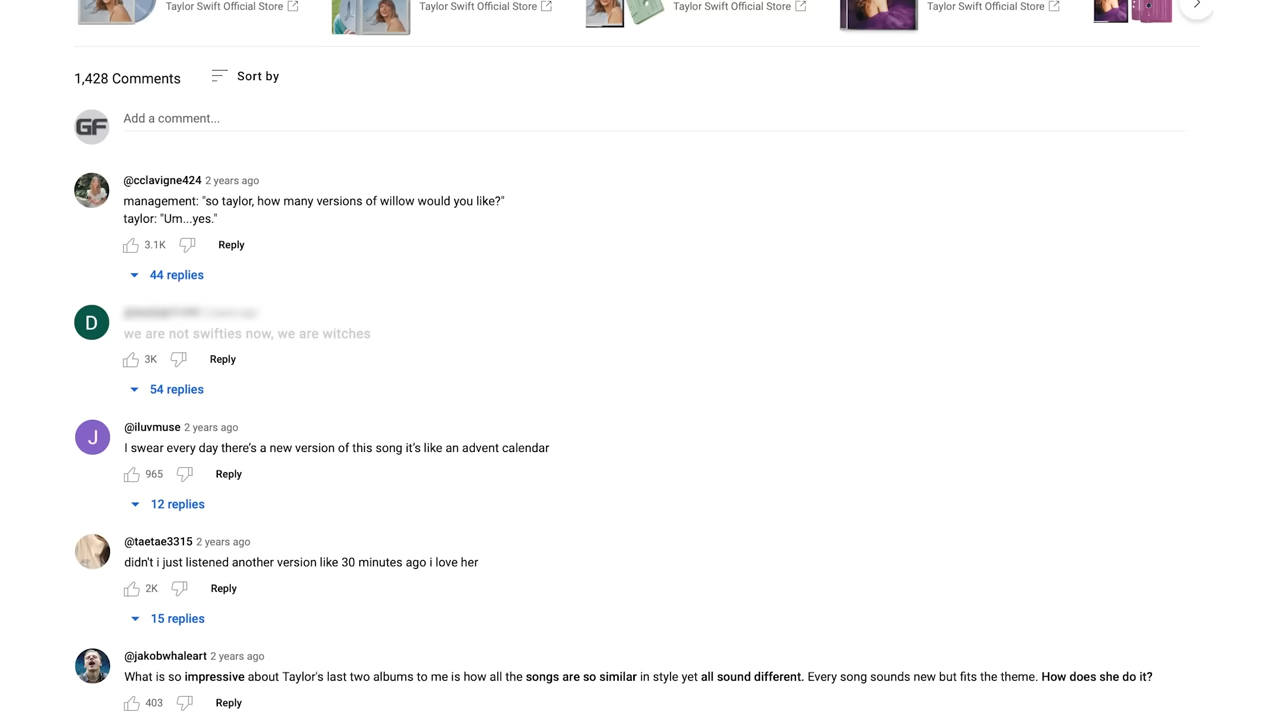 Taylor Swift Official Store
Taylor Swift Official Store
Taylor Swift Official Store
Taylor Swift Official Store
1,428 Comments
Sort by
GF
Add a comment...
@cclavigne424 2 years ago
management: "so taylor, how many versions of willow would you like?"
taylor: "Um...yes."
3.1K
Reply
44 replies
D
we are not swifties now, we are witches
3K
Reply
54 replies
J
@iluvmuse 2 years ago
I swear every day there's a new version of this song it's like an advent calendar
965
Reply
12 replies
@taetae3315 2 years ago
didn't i just listened another version like 30 minutes ago i love her
2K
Reply
15 replies
@jakobwhaleart 2 years ago
What is so impressive about Taylor's last two albums to me is how all the songs are so similar in style yet all sound different. Every song sounds new but fits the theme. How does she do it?
403
Reply